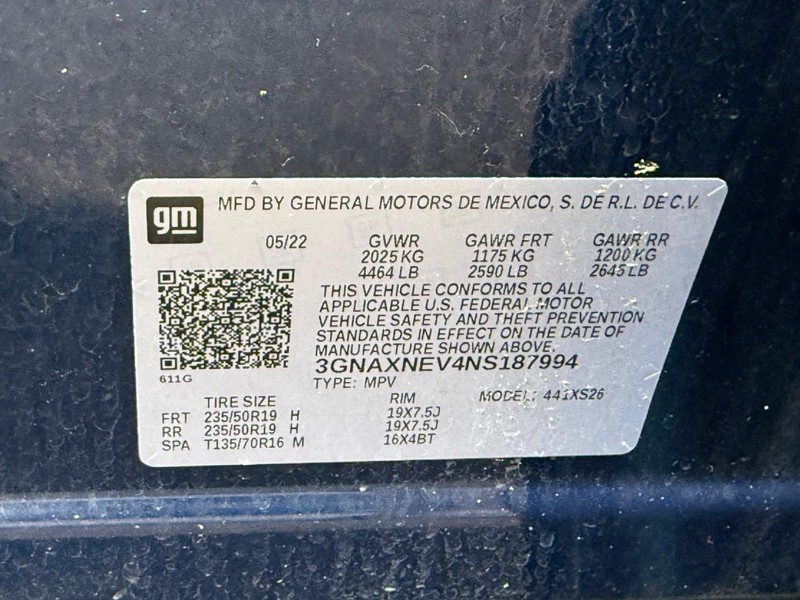 gm MFD BY GENERAL MOTORS DE MEXICO, S. DE R.L. DE C.V.
05/22 GVWR GAWR FRT GAWR RR
2025 KG 1175 KG 1200 KG
4464 LB 2590 LB 2645 LB
THIS VEHICLE CONFORMS TO ALL
APPLICABLE U.S. FEDERAL MOTOR
VEHICLE SAFETY AND THEFT PREVENTION
STANDARDS IN EFFECT ON THE DATE OF
MANUFACTURE SHOWN ABOVE.
3GNAXNEV4NS187994
611G
TYPE: MPV MODEL: 441XS26
TIRE SIZE RIM
FRT 235/50R19 H 19X7.5J
RR 235/50R19 H 19X7.5J
SPA T135/70R16 M 16X4BT